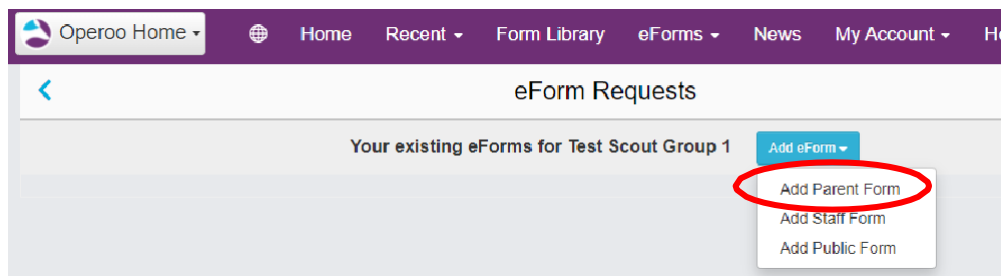 Operoo Home Home Recent Form Library eForms News My Account
eForm Requests
Your existing eForms for Test Scout Group 1 Add eForm
Add Parent Form
Add Staff Form
Add Public Form